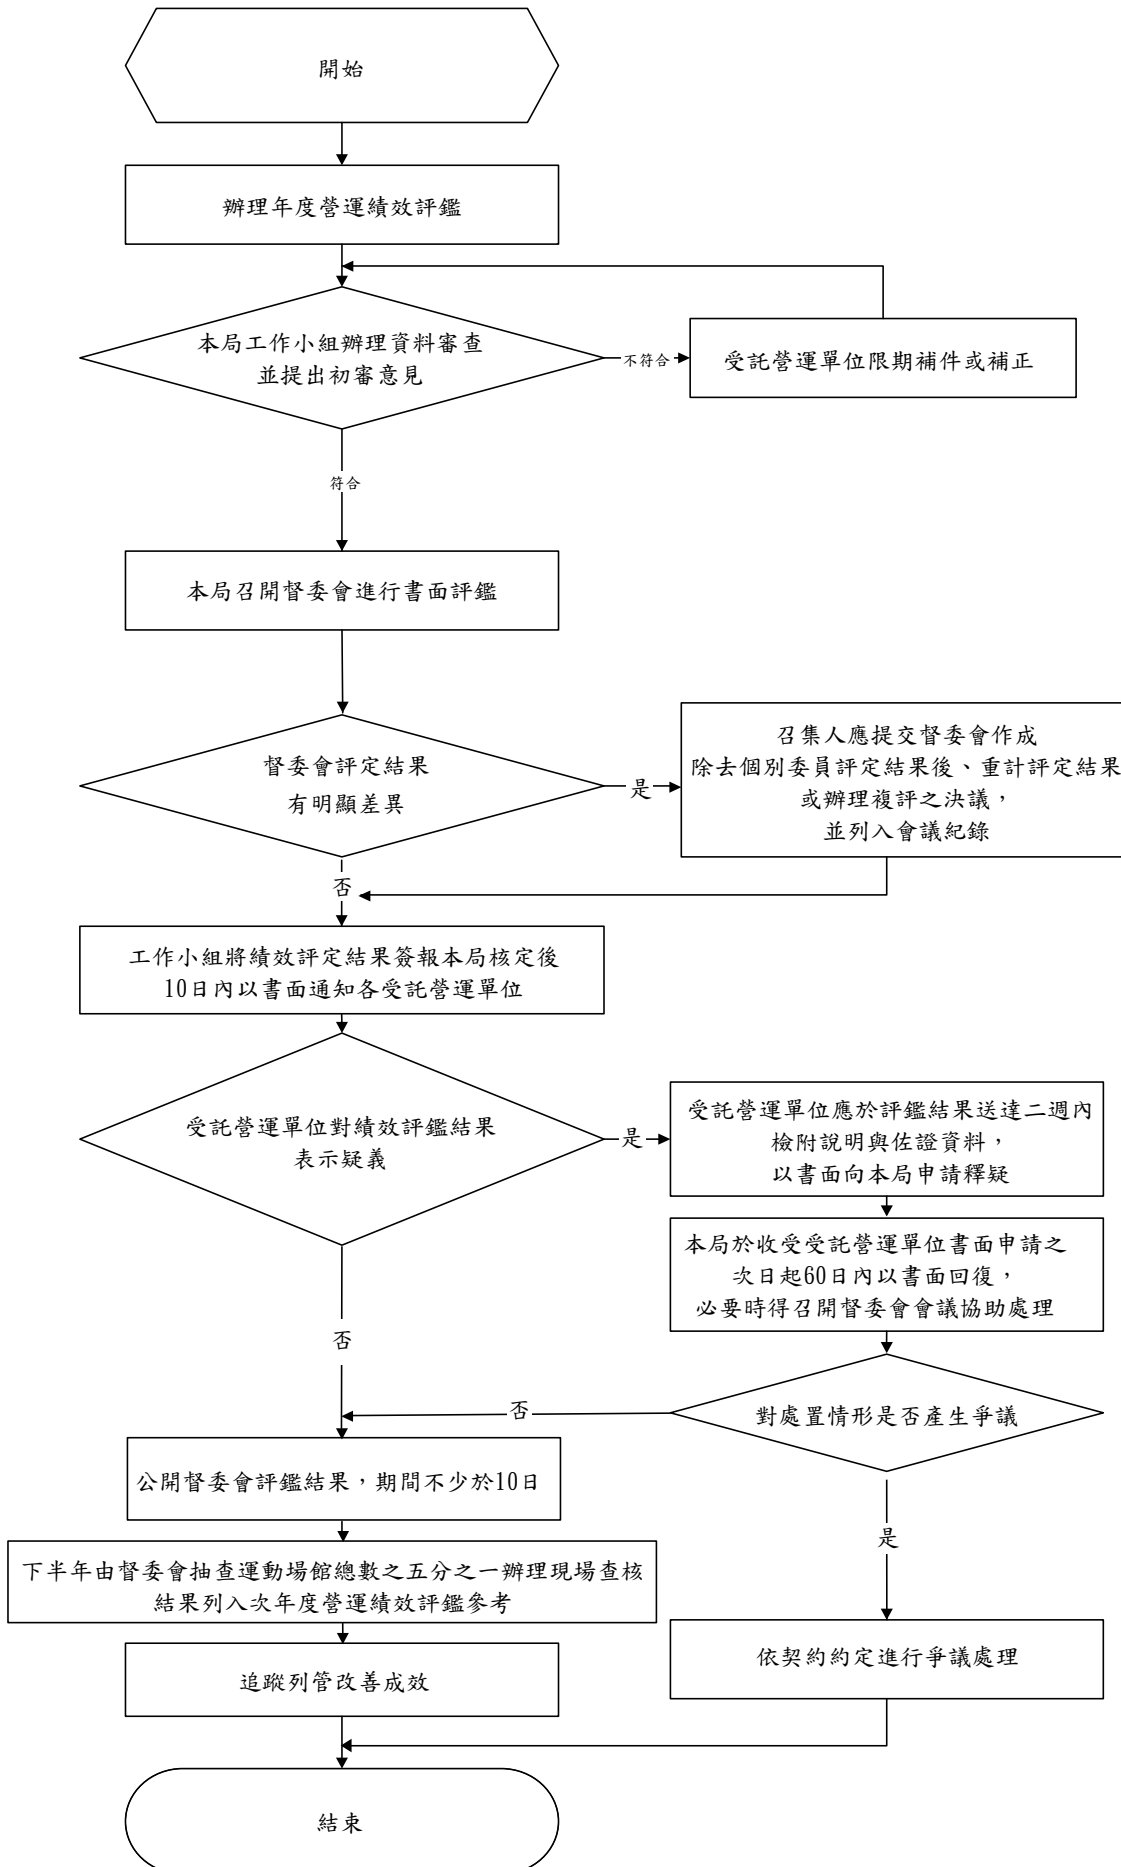 開始
辦理年度營運績效評鑑
本局工作小組辦理資料審查
並提出初審意見
不符合
受託營運單位限期補件或補正
符合
本局召開督委會進行書面評鑑
督委會評定結果
有明顯差異
是
召集人應提交督委會作成
除去個別委員評定結果後、重計評定結果
或辦理複評之決議，
並列入會議紀錄
否
工作小組將績效評定結果簽報本局核定後
10日內以書面通知各受託營運單位
受託營運單位對績效評鑑結果
表示疑義
是
受託營運單位應於評鑑結果送達二週內
檢附說明與佐證資料，
以書面向本局申請釋疑
本局於收受受託營運單位書面申請之
次日起60日內以書面回復，
必要時得召開督委會會議協助處理
否
對處置情形是否產生爭議
否
公開督委會評鑑結果，期間不少於10日
是
下半年由督委會抽查運動場館總數之五分之一辦理現場查核
結果列入次年度營運績效評鑑參考
依契約約定進行爭議處理
追蹤列管改善成效
結束